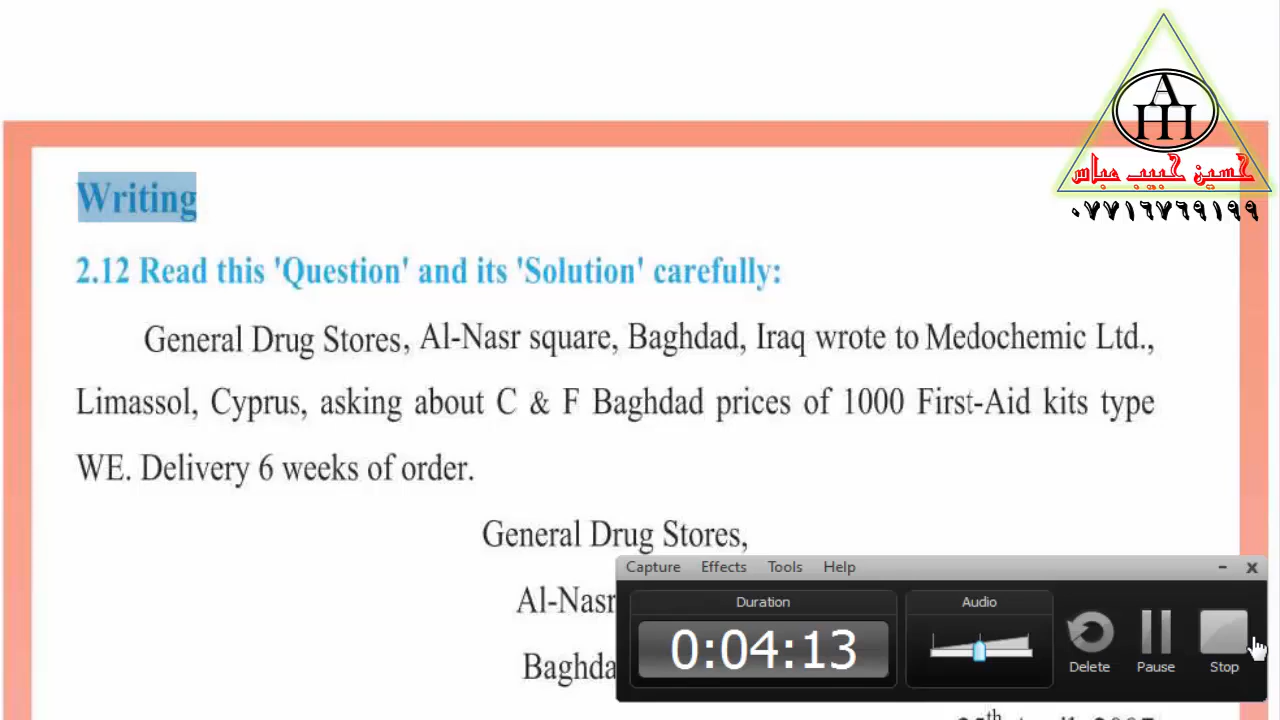 AHH
حسين حبيب عباس
٠٧٧١٦٧٦٩١٩٩
Writing
2.12 Read this 'Question' and its 'Solution' carefully:
General Drug Stores, Al-Nasr square, Baghdad, Iraq wrote to Medochemic Ltd.,
Limassol, Cyprus, asking about C & F Baghdad prices of 1000 First-Aid kits type
WE. Delivery 6 weeks of order.
General Drug Stores,
Al-Nasr
Baghda
Capture Effects Tools Help
Duration
Audio
0:04:13
Delete
Pause
Stop